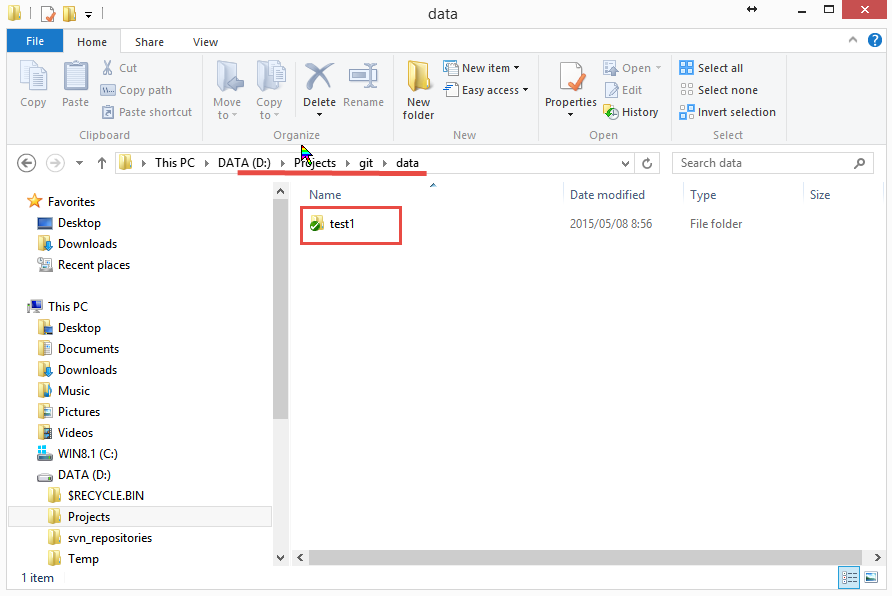 data
File Home Share View
Copy
Paste
Cut
Copy path
Paste shortcut
Clipboard
Move to
Copy to
Delete
Rename
Organize
New folder
New item
Easy access
New
Properties
Open
Edit
History
Open
Select all
Select none
Invert selection
Select
This PC DATA (D:) Projects git data
Search data
Favorites
Desktop
Downloads
Recent places
This PC
Desktop
Documents
Downloads
Music
Pictures
Videos
WIN8.1 (C:)
DATA (D:)
$RECYCLE.BIN
Projects
svn_repositories
Temp
Name Date modified Type Size
test1 2015/05/08 8:56 File folder
1 item